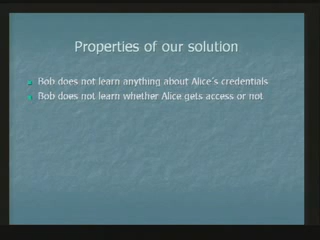 Properties of our solution
Bob does not learn anything about Alice's credentials
Bob does not learn whether Alice gets access or not